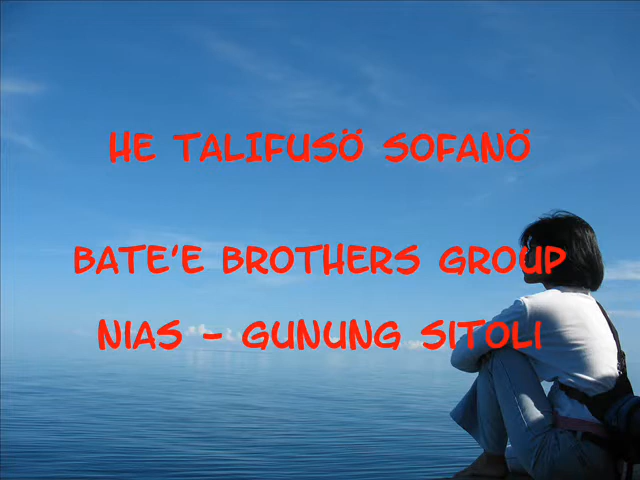 HE TALIFUSÖ SOFANÖ
BATE'E BROTHERS GROUP
NIAS - GUNUNG SITOLI